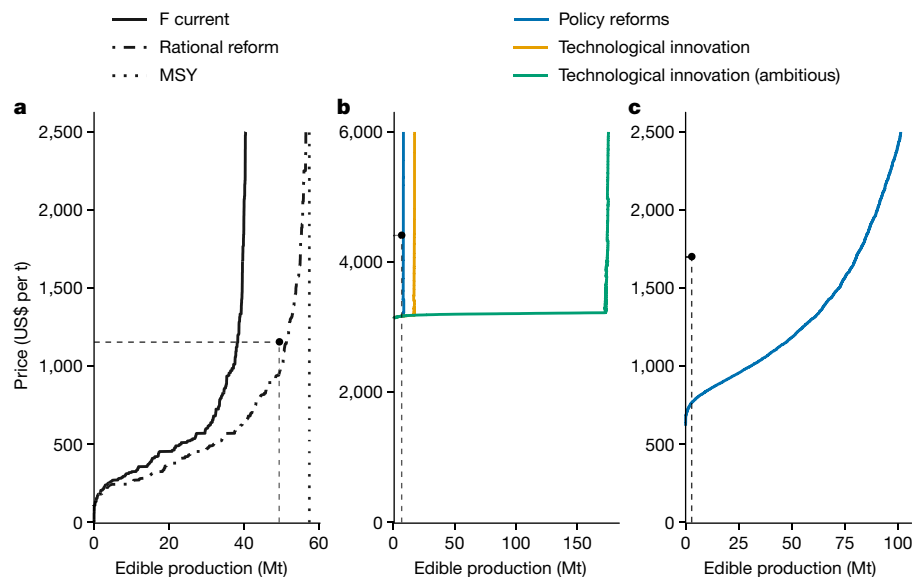 F current
Rational reform
MSY
Policy reforms
Technological innovation
Technological innovation (ambitious)
a
b
c
2,500
2,000
1,500
1,000
500
0
Price (US$ per t)
0 20 40 60
Edible production (Mt)
6,000
4,000
2,000
0
0 50 100 150
Edible production (Mt)
2,500
2,000
1,500
1,000
500
0
0 25 50 75 100
Edible production (Mt)